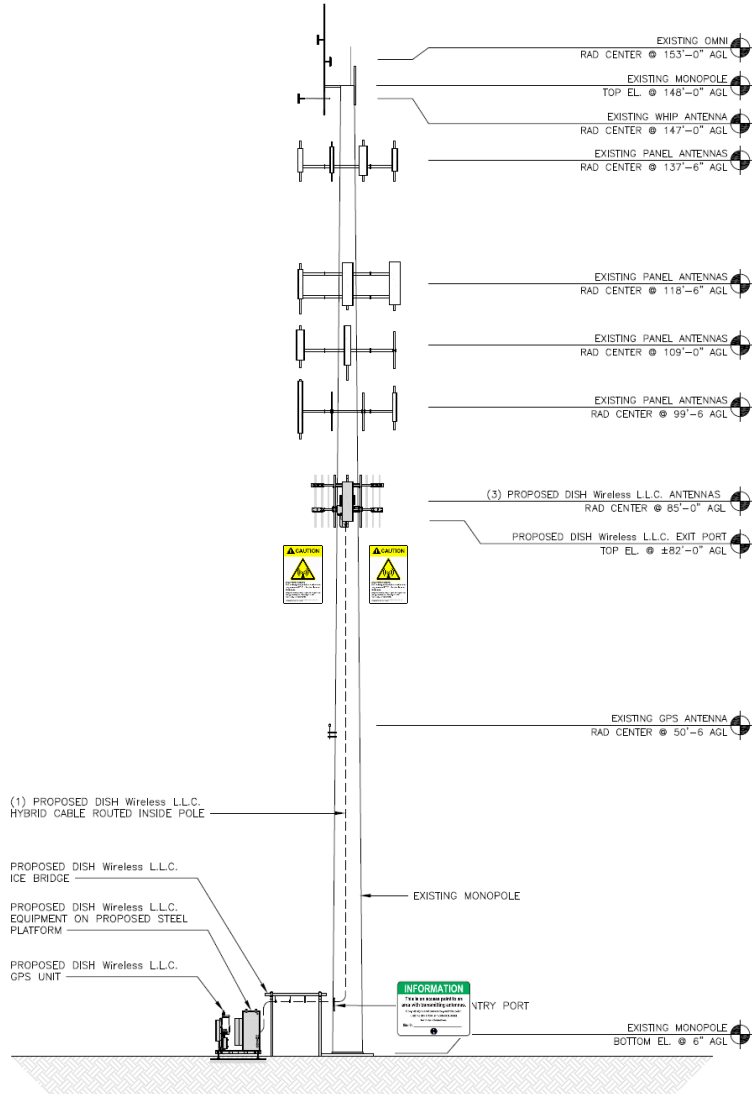 EXISTING OMNI
RAD CENTER @ 153'-0" AGL
EXISTING MONOPOLE
TOP EL. @ 148'-0" AGL
EXISTING WHIP ANTENNA
RAD CENTER @ 147'-0" AGL
EXISTING PANEL ANTENNAS
RAD CENTER @ 137'-6" AGL
EXISTING PANEL ANTENNAS
RAD CENTER @ 118'-6" AGL
EXISTING PANEL ANTENNAS
RAD CENTER @ 109'-0" AGL
EXISTING PANEL ANTENNAS
RAD CENTER @ 99'-6 AGL
(3) PROPOSED DISH Wireless L.L.C. ANTENNAS
RAD CENTER @ 85'-0" AGL
PROPOSED DISH Wireless L.L.C. EXIT PORT
TOP EL. @ ±82'-0" AGL
CAUTION
CAUTION
EXISTING GPS ANTENNA
RAD CENTER @ 50'-6 AGL
(1) PROPOSED DISH Wireless L.L.C.
HYBRID CABLE ROUTED INSIDE POLE
PROPOSED DISH Wireless L.L.C.
ICE BRIDGE
EXISTING MONOPOLE
PROPOSED DISH Wireless L.L.C.
EQUIPMENT ON PROPOSED STEEL
PLATFORM
PROPOSED DISH Wireless L.L.C.
GPS UNIT
INFORMATION
This is an access point to an
area with transmitting antennas.
NTRY PORT
EXISTING MONOPOLE
BOTTOM EL. @ 6" AGL